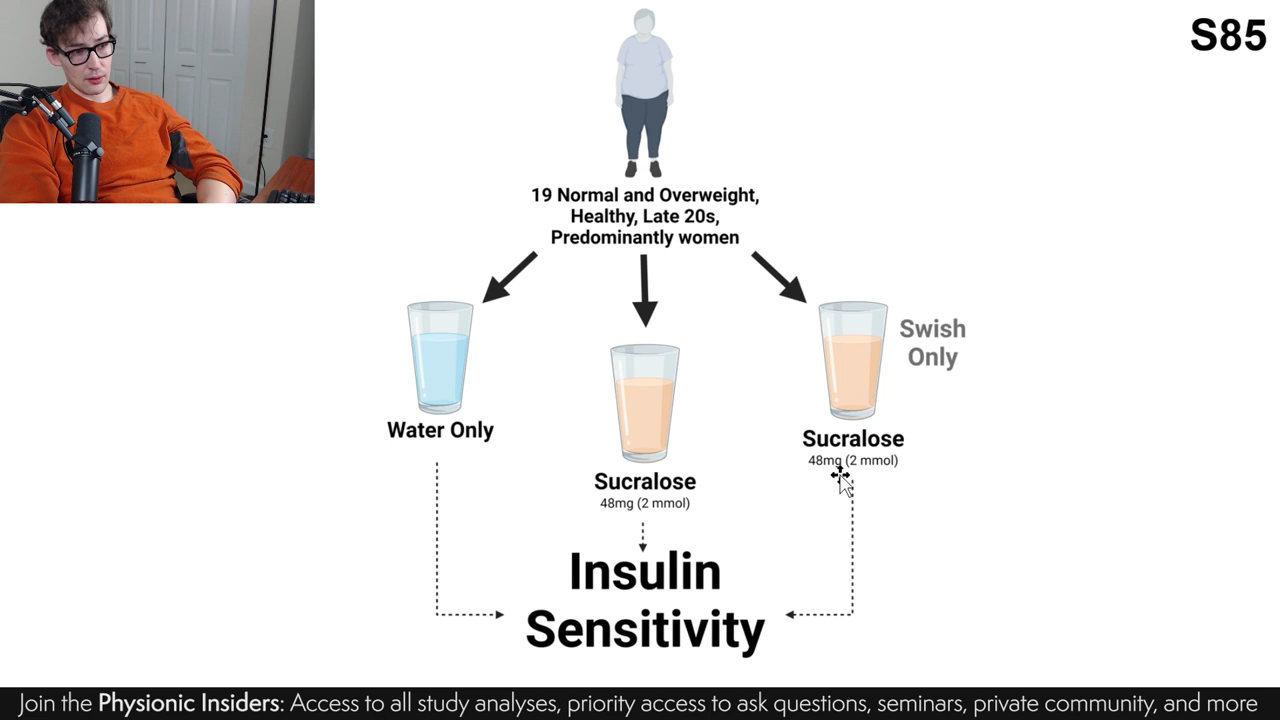 S85
19 Normal and Overweight,
Healthy, Late 20s,
Predominantly women
Swish
Only
Water Only
Sucralose
48mg (2 mmol)
Sucralose
48mg (2 mmol)
Insulin
Sensitivity
Join the Physionic Insiders: Access to all study analyses, priority access to ask questions, seminars, private community, and more